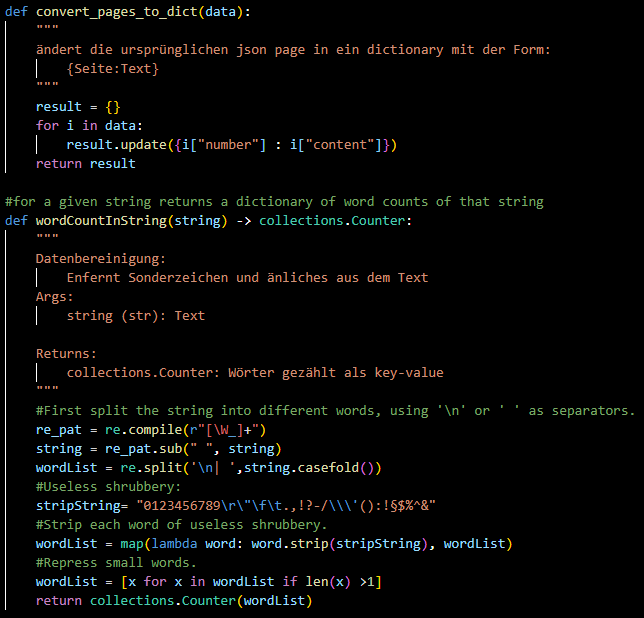 def convert_pages_to_dict(data):
    """
    ändert die ursprünglichen json page in ein dictionary mit der Form:
        {Seite:Text}
    """
    result = {}
    for i in data:
        result.update({i["number"] : i["content"]})
    return result

#for a given string returns a dictionary of word counts of that string
def wordCountInString(string) -> collections.Counter:
    """
    Datenbereinigung:
        Enfernt Sonderzeichen und änliches aus dem Text
    Args:
        string (str): Text

    Returns:
        collections.Counter: Wörter gezählt als key-value
    """
    #First split the string into different words, using '\n' or ' ' as separators.
    re_pat = re.compile(r"[\W_]+")
    string = re_pat.sub(" ", string)
    wordList = re.split('\n| ',string.casefold())
    #Useless shrubbery:
    stripString= "0123456789\r\"\f\t.,!?-/\\\'():!§$%^&"
    #Strip each word of useless shrubbery.
    wordList = map(lambda word: word.strip(stripString), wordList)
    #Repress small words.
    wordList = [x for x in wordList if len(x) >1]
    return collections.Counter(wordList)